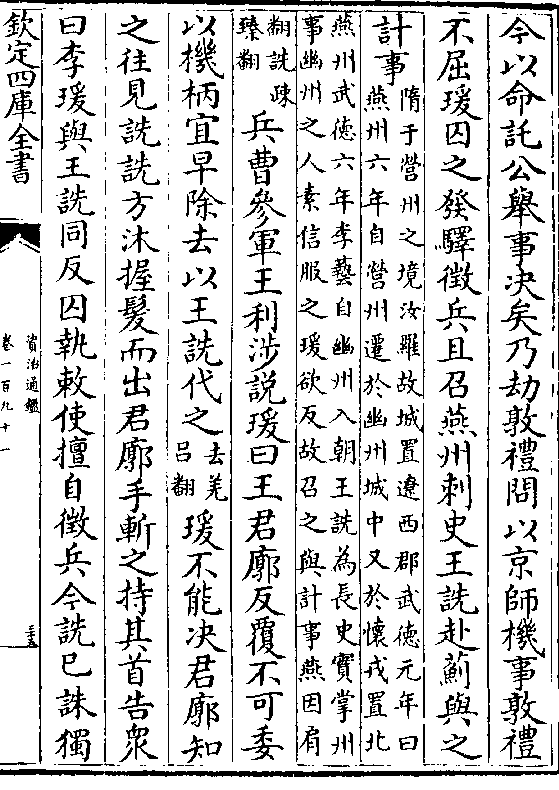 今以命託公舉事决矣乃刧敦禮問以京師機事敦禮
不屈瑗囚之發驛徵兵且召燕州刺史王詵赴薊與之
計事
隋于營州之境汝羅故城置遼西郡武德元年曰
燕州六年自營州遷於幽州城中又於懷戎置北
燕州武德六年李藝自幽州入朝王詵為長史實掌州
事幽州之人素信服之瑗欲反故召之與計事燕因肩
翻詵疎
臻翻
兵曹參軍王利涉説瑗曰王君廓反覆不可委
以機柄宜早除去以王詵代之
去羌
吕翻
瑗不能决君廓知
之往見詵詵方沐握髮而出君廓手斬之持其首告衆
曰李瑗與王詵同反囚執敕使擅自徵兵今詵已誅獨
欽定四庫全書
資治通鑑
卷一百九十一
三十五